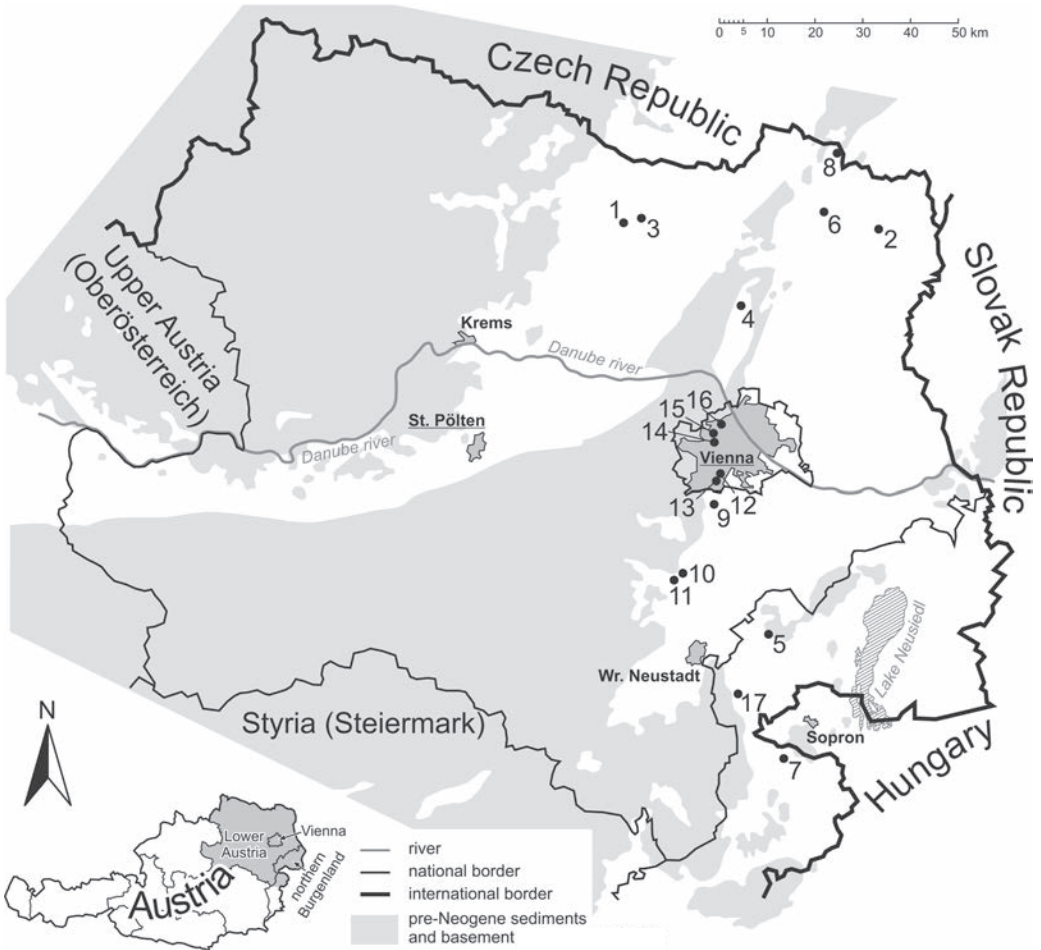 0 5 10 20 30 40 50 km
Czech Republic
8
1 3
6
2
Slovak Republic
Upper Austria
(Oberösterreich)
4
Krems
Danube river
16
15
St. Pölten
14
Danube river
Vienna
13 12
9
10
11
5
Lake Neusiedl
Wr. Neustadt
17
Styria (Steiermark)
Sopron
7
Hungary
N
Lower
Austria
Vienna
northern
Burgenland
Austria
river
national border
international border
pre-Neogene sediments
and basement